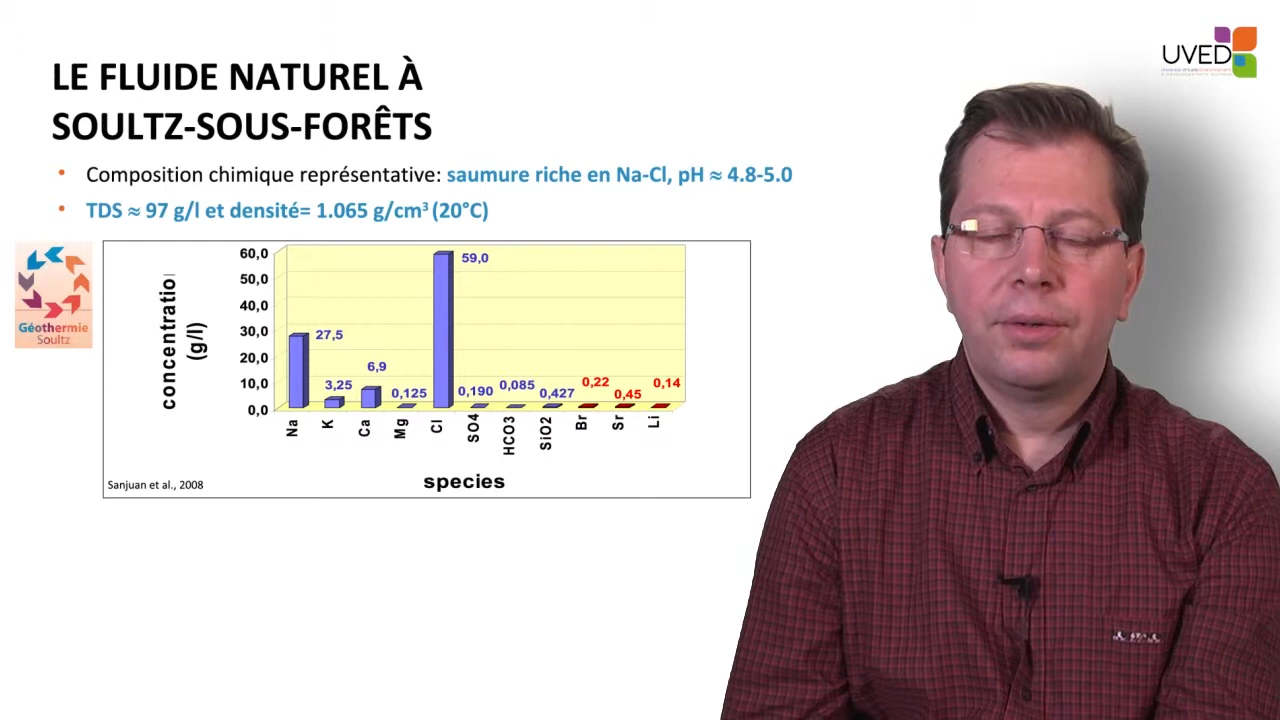 UVED
LE FLUIDE NATUREL À
SOULTZ-SOUS-FORÊTS
• Composition chimique représentative: saumure riche en Na-Cl, pH ≈ 4.8-5.0
• TDS ≈ 97 g/l et densité= 1.065 g/cm³ (20°C)
Géothermie
Soultz
concentratio
(g/l)
60,0
50,0
40,0
30,0
20,0
10,0
0,0
27,5
3,25
6,9
0,125
59,0
0,190
0,085
0,427
0,22
0,45
0,14
Na
K
Ca
Mg
Cl
SO4
HCO3
SiO2
Br
Sr
Li
species
Sanjuan et al., 2008